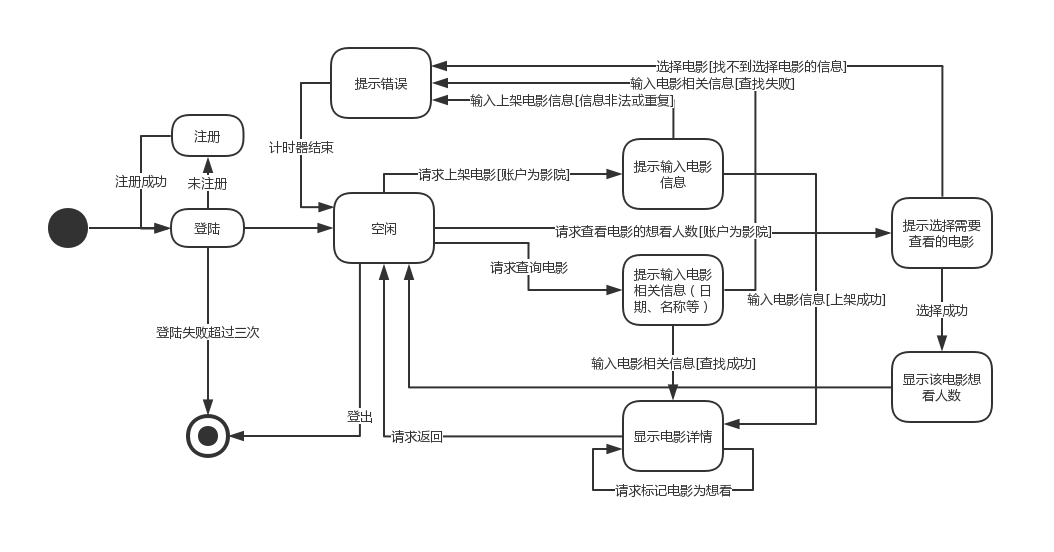 选择电影[找不到选择电影的信息]
提示错误
输入电影相关信息[查找失败]
输入上架电影信息[信息非法或重复]
注册
计时器结束
提示输入电影
信息
请求上架电影[账户为影院]
注册成功
未注册
登陆
空闲
请求查看电影的想看人数[账户为影院]
提示选择需要
查看的电影
请求查询电影
提示输入电影
相关信息（日
期、名称等）
输入电影信息[上架成功]
选择成功
登陆失败超过三次
输入电影相关信息[查找成功]
显示该电影想
看人数
登出
请求返回
显示电影详情
请求标记电影为想看